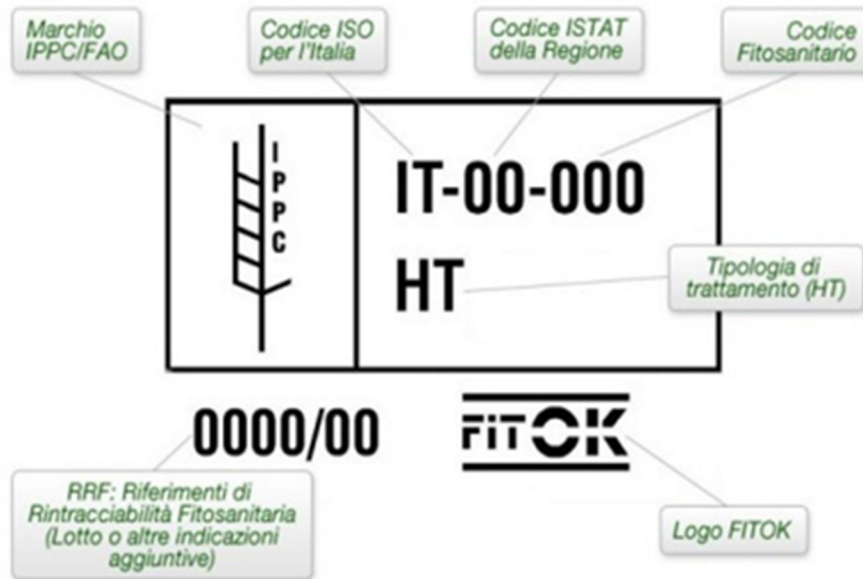 Marchio
IPPC/FAO
Codice ISO
per l'Italia
Codice ISTAT
della Regione
Codice
Fitosanitario
IPPC
IT-00-000
HT
Tipologia di
trattamento (HT)
0000/00
FiTOK
RRF: Riferimenti di
Rintracciabilità Fitosanitaria
(Lotto o altre indicazioni
aggiuntive)
Logo FITOK